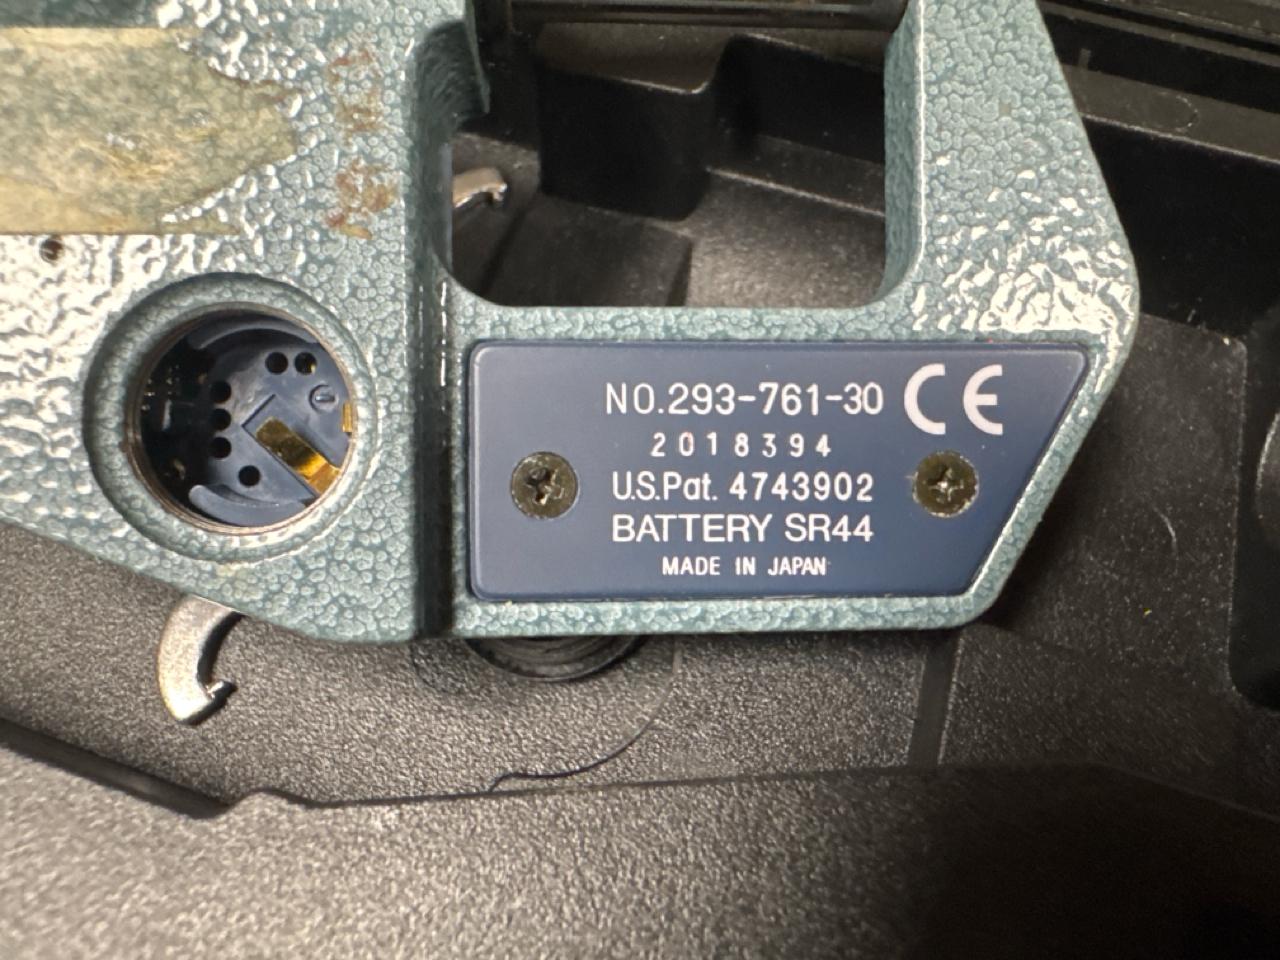 NO.293-761-30 CE
2018394
U.S.Pat. 4743902
BATTERY SR44
MADE IN JAPAN